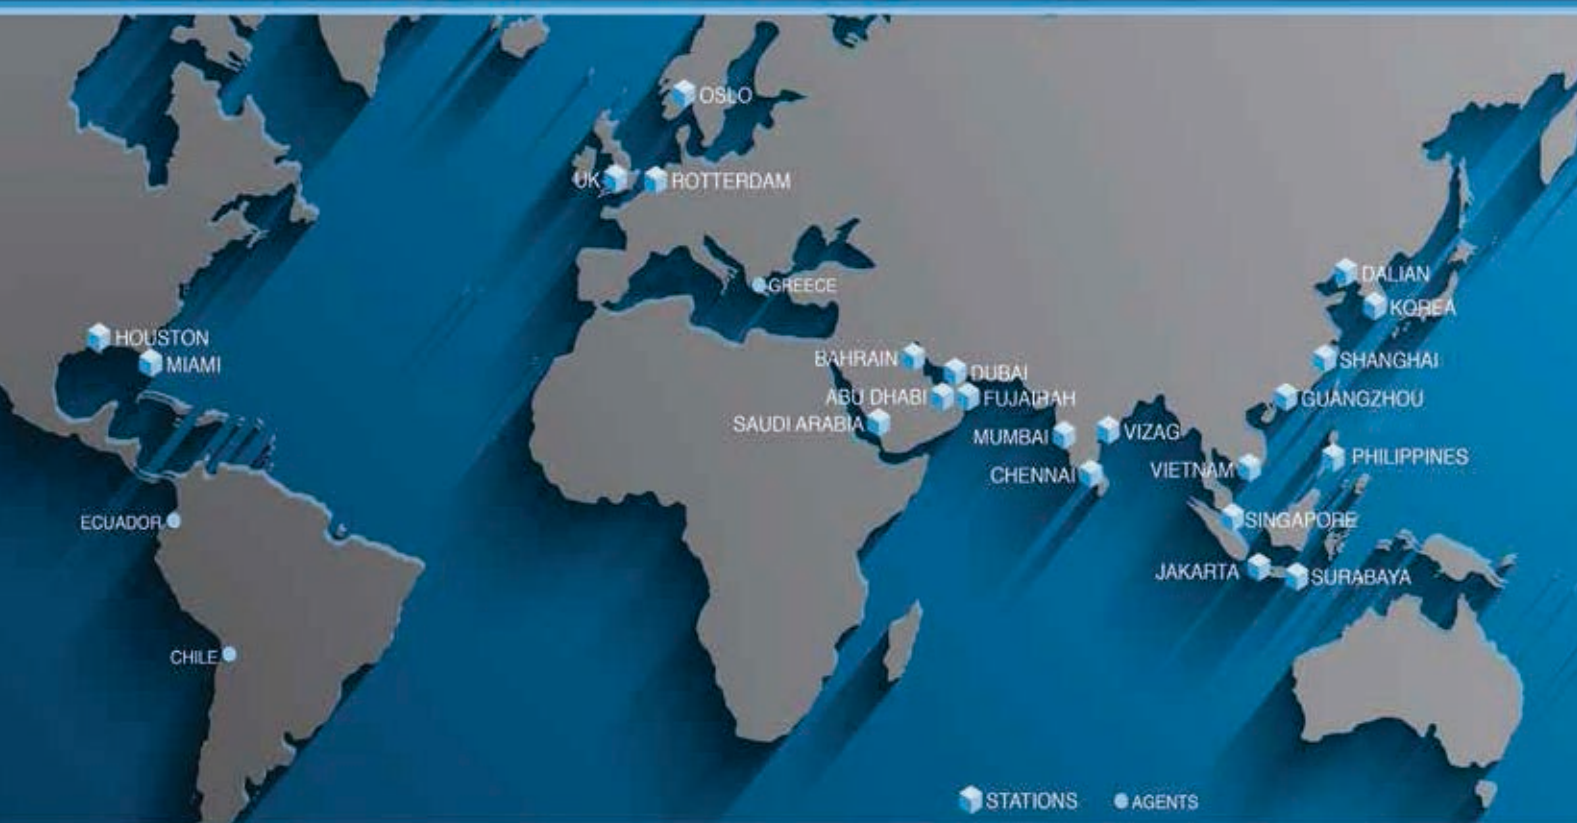 OSLO
UK
ROTTERDAM
DALIAN
GREECE
KOREA
HOUSTON
BAHRAIN
SHANGHAI
MIAMI
DUBAI
ABU DHABI
FUJAIRAH
GUANGZHOU
SAUDI ARABIA
MUMBAI
VIZAG
PHILIPPINES
VIETNAM
CHENNAI
ECUADOR
SINGAPORE
JAKARTA
SURABAYA
CHILE
STATIONS
AGENTS